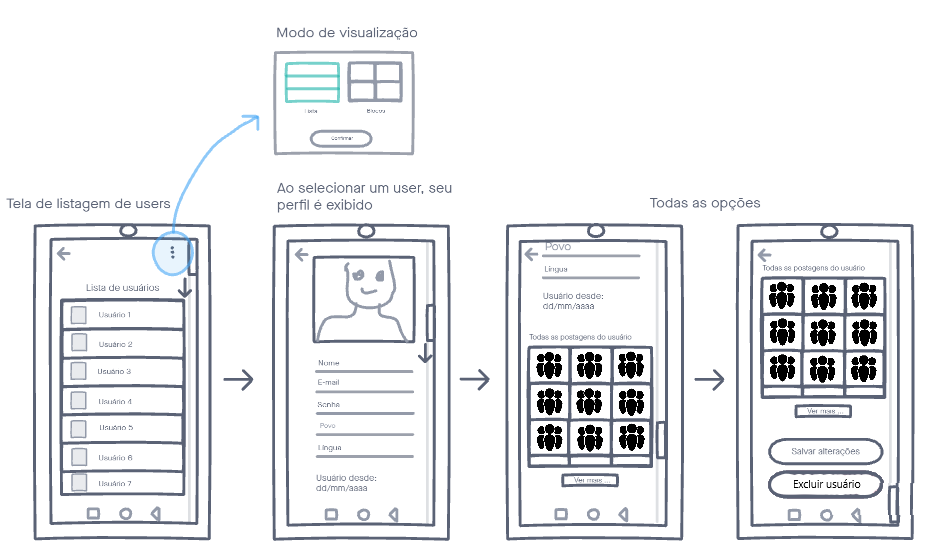 Modo de visualização
Lista
Blocos
Confirmar
Tela de listagem de users
Lista de usuários
Usuário 1
Usuário 2
Usuário 3
Usuário 4
Usuário 5
Usuário 6
Usuário 7
Ao selecionar um user, seu
perfil é exibido
Nome
E-mail
Senha
Povo
Língua
Usuário desde:
dd/mm/aaaa
Todas as opções
Povo
Língua
Usuário desde:
dd/mm/aaaa
Todas as postagens do usuário
Ver mais ...
Todas as postagens do usuário
Ver mais ...
Salvar alterações
Excluir usuário